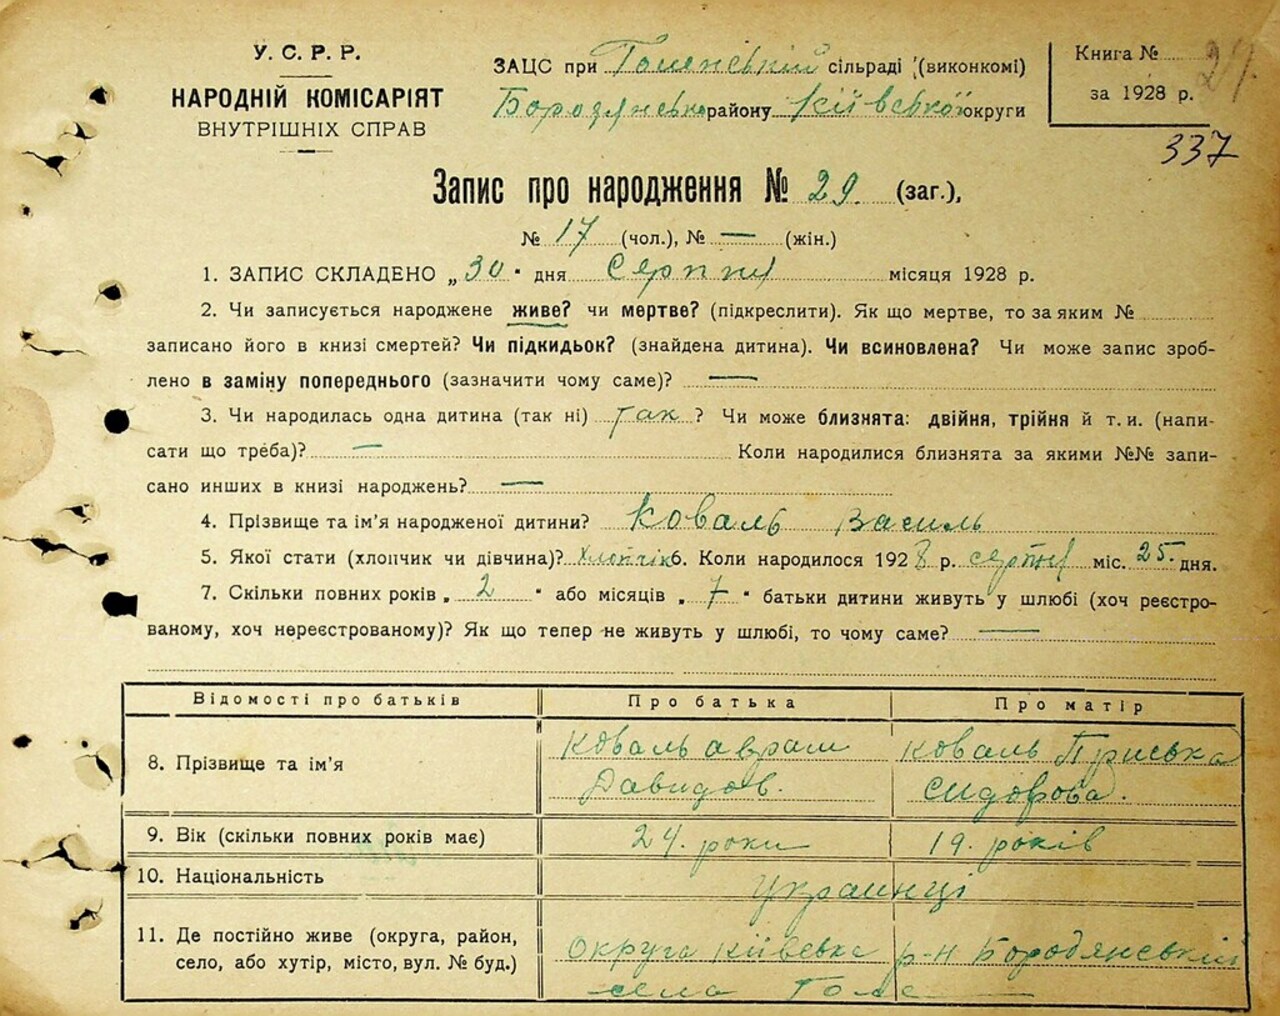 У. С. Р. Р.
НАРОДНІЙ КОМІСАРІЯТ
ВНУТРІШНІХ СПРАВ
ЗАЦС при сільраді (виконкомі)
Бородянсько району Київської округи
Книга №
за 1928 р.
337
Запис про народження № 29. (заг.),
№ 17 (чол.), № — (жін.)
1. ЗАПИС СКЛАДЕНО „ 30 " дня Серпня місяця 1928 р.
2. Чи записується народжене живе? чи мертве? (підкреслити). Як що мертве, то за яким №
записано його в книзі смертей? Чи підкидьок? (знайдена дитина). Чи всиновлена? Чи може запис зроб-
лено в заміну попереднього (зазначити чому саме)? —
3. Чи народилась одна дитина (так ні) так ? Чи може близнята: двійня, трійня й т. и. (напи-
сати що треба)? — Коли народилися близнята за якими №№ запи-
сано инших в книзі народжень? —
4. Прізвище та ім’я народженої дитини? Коваль Василь
5. Якої стати (хлопчик чи дівчина)? Хлопчік 6. Коли народилося 1928 р. серпня міс. 25. дня.
7. Скільки повних років „ 2 " або місяців „ 7 " батьки дитини живуть у шлюбі (хоч реєстро-
ваному, хоч нереєстрованому)? Як що тепер не живуть у шлюбі, то чому саме? —
Відомості про батьків Про батька Про матір
8. Прізвище та ім’я Коваль Аврам Давидов. Коваль Приська Сидорова.
9. Вік (скільки повних років має) 24. роки 19. років
10. Національність Украинці
11. Де постійно живе (округа, район, село, або хутір, місто, вул. № буд.) округа Київська р-н Бородянський
села